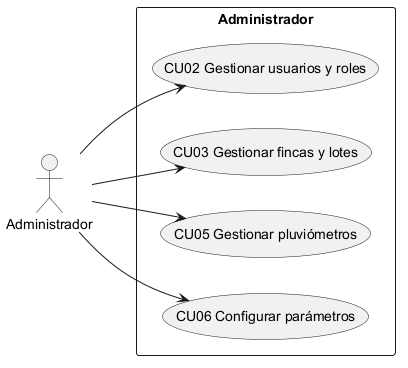 Administrador
CU02 Gestionar usuarios y roles
CU03 Gestionar fincas y lotes
Administrador
CU05 Gestionar pluviómetros
CU06 Configurar parámetros